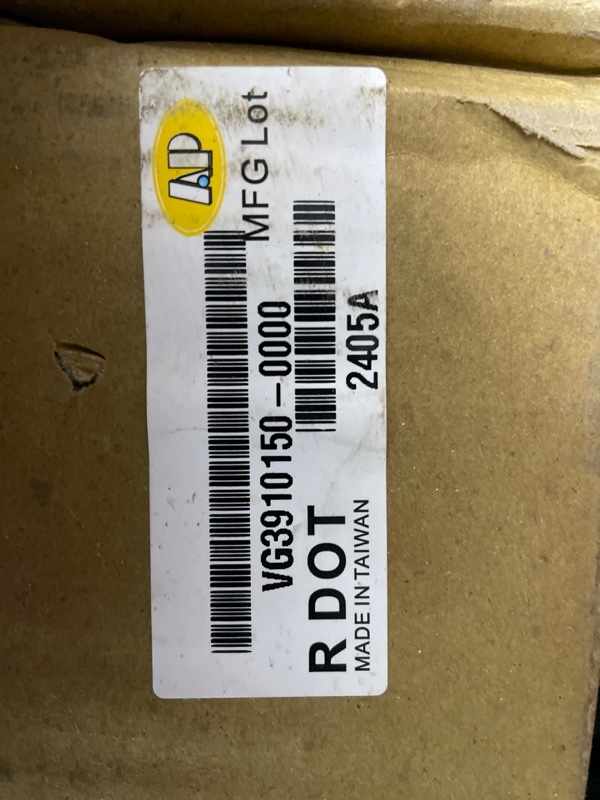 AP
VG3910150-0000
MFG Lot
R DOT
2405A
MADE IN TAIWAN